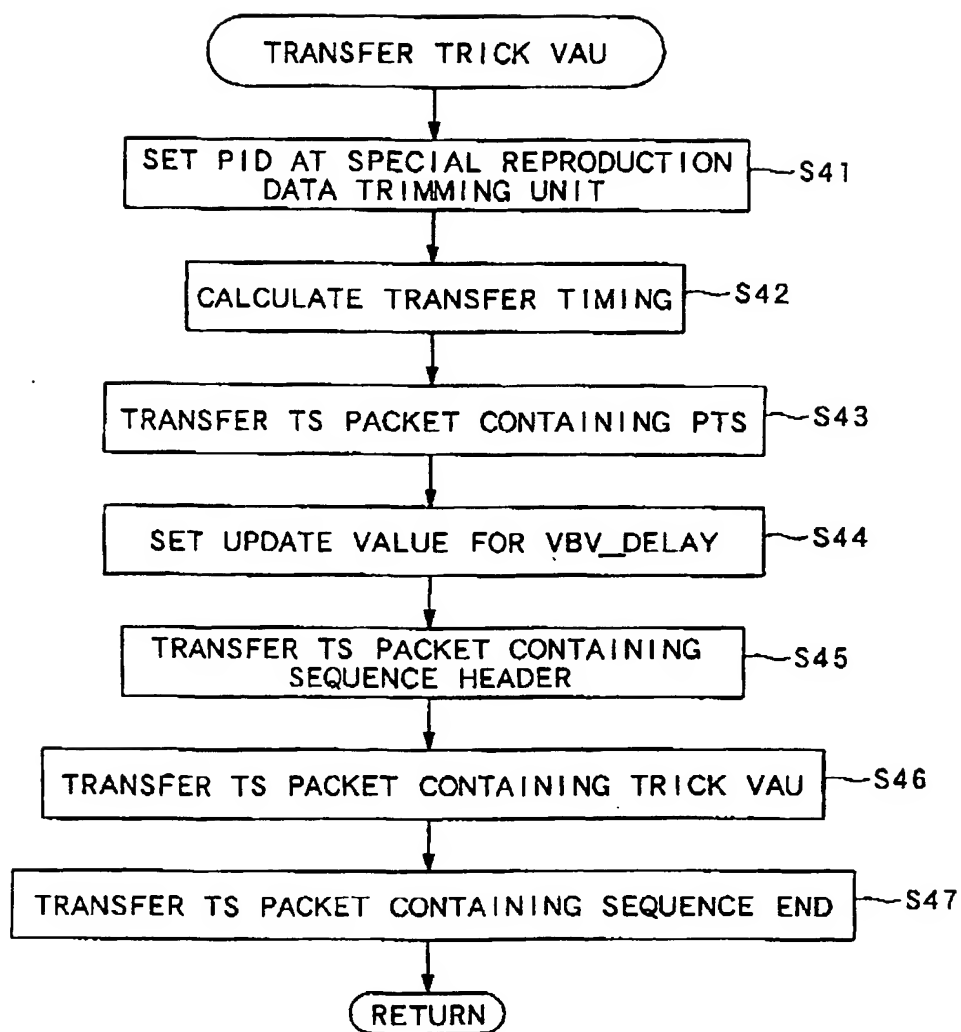 TRANSFER TRICK VAU
SET PID AT SPECIAL REPRODUCTION
DATA TRIMMING UNIT
S41
CALCULATE TRANSFER TIMING
S42
TRANSFER TS PACKET CONTAINING PTS
S43
SET UPDATE VALUE FOR VBV_DELAY
S44
TRANSFER TS PACKET CONTAINING
SEQUENCE HEADER
S45
TRANSFER TS PACKET CONTAINING TRICK VAU
S46
TRANSFER TS PACKET CONTAINING SEQUENCE END
S47
RETURN